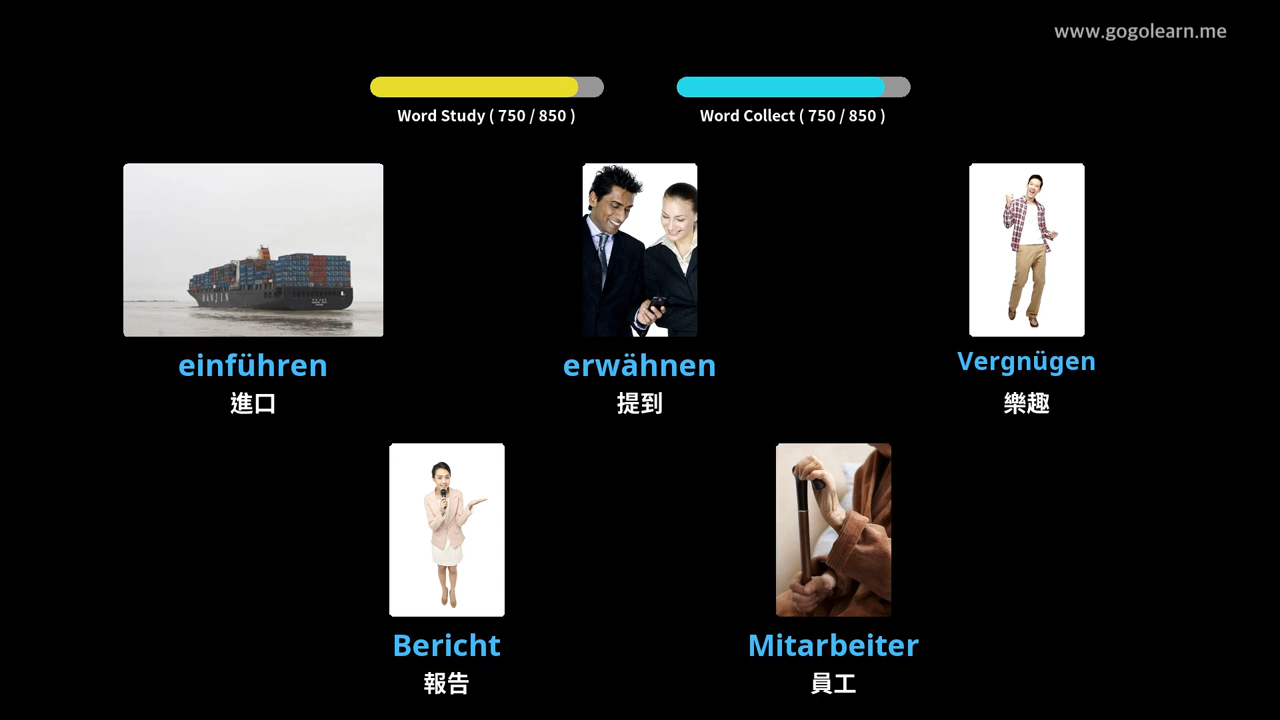 www.gogolearn.me
Word Study ( 750 / 850 )
Word Collect ( 750 / 850 )
einführen
進口
erwähnen
提到
Vergnügen
樂趣
Bericht
報告
Mitarbeiter
員工